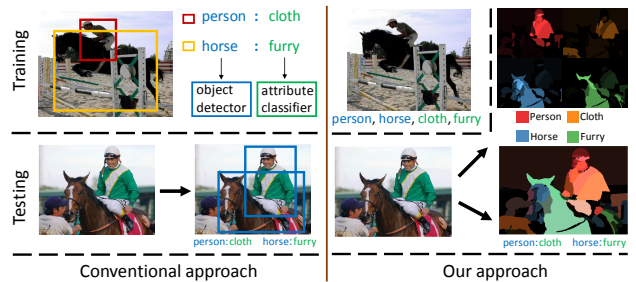 Training
person : cloth
horse : furry
object
detector
attribute
classifier
Testing
person:cloth horse:furry
Conventional approach
person, horse, cloth, furry
Person
Cloth
Horse
Furry
person:cloth horse:furry
Our approach